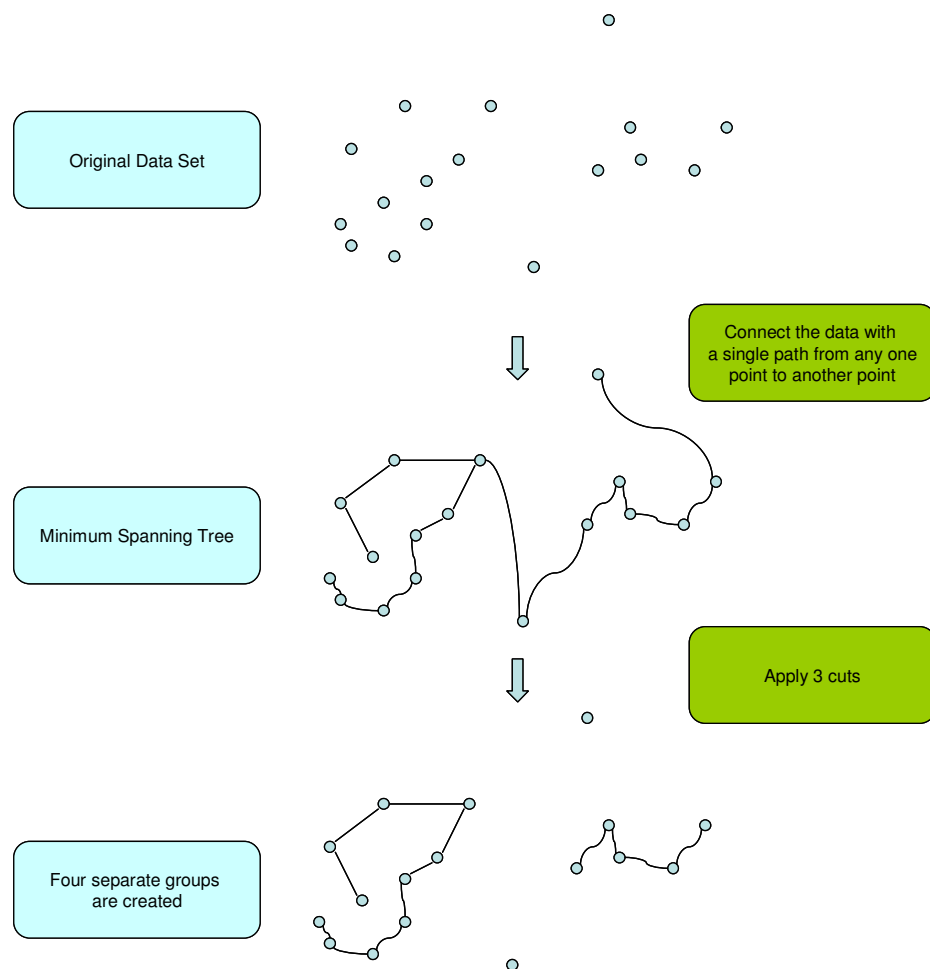 Original Data Set
Connect the data with
a single path from any one
point to another point
Minimum Spanning Tree
Apply 3 cuts
Four separate groups
are created